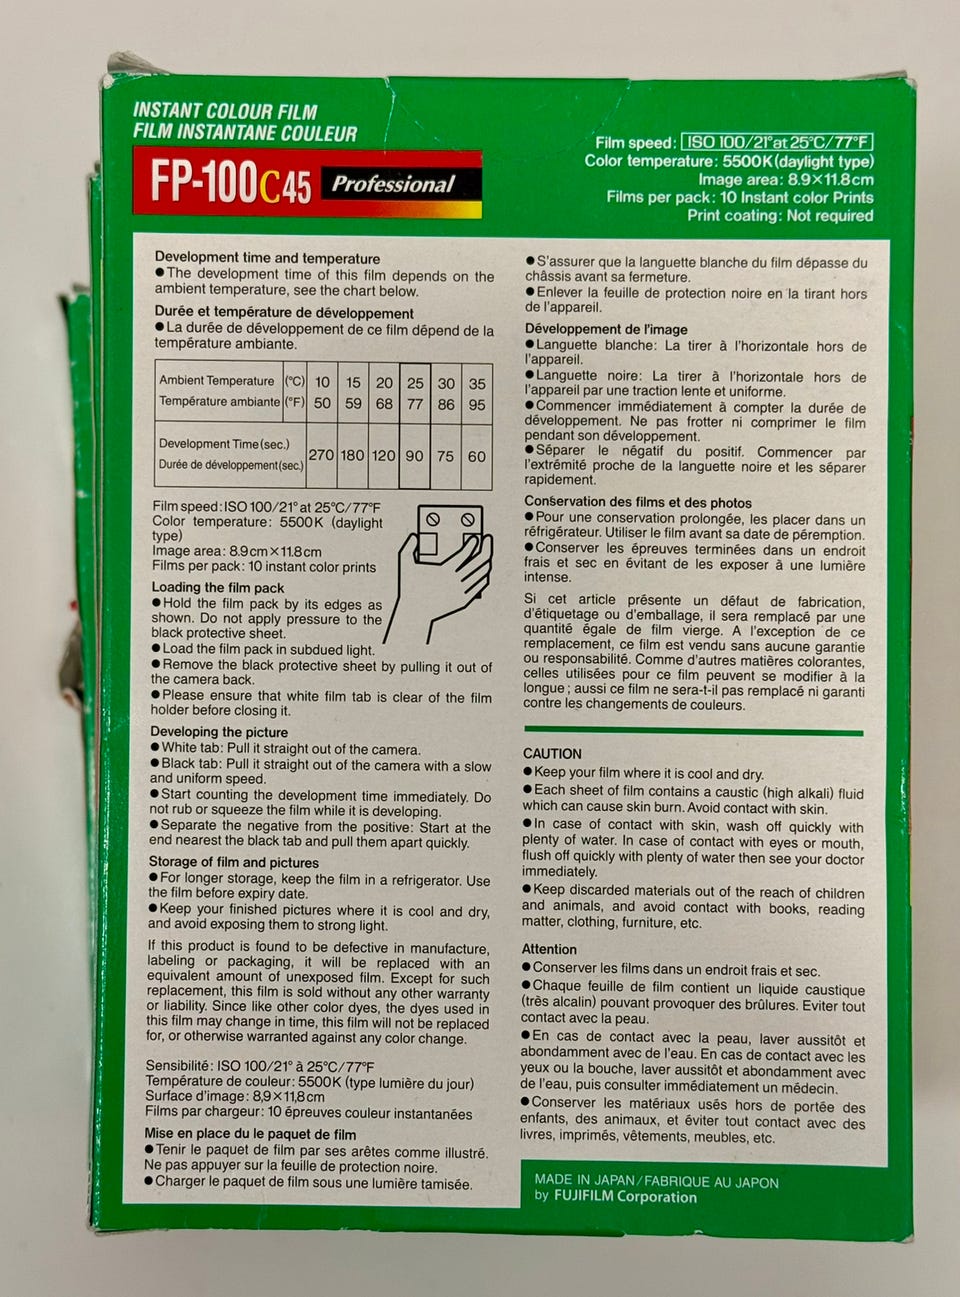 INSTANT COLOUR FILM
FILM INSTANTANE COULEUR
FP-100C45 Professional
Film speed: ISO 100/21° at 25°C/77°F
Color temperature: 5500K (daylight type)
Image area: 8.9×11.8cm
Films per pack: 10 Instant color Prints
Print coating: Not required
Development time and temperature
●The development time of this film depends on the
ambient temperature, see the chart below.
Durée et température de développement
●La durée de développement de ce film dépend de la
température ambiante.
Ambient Temperature (°C) 10 15 20 25 30 35
Température ambiante (°F) 50 59 68 77 86 95
Development Time (sec.)
Durée de développement (sec.)
270 180 120 90 75 60
Film speed: ISO 100/21° at 25°C/77°F
Color temperature: 5500K (daylight
type)
Image area: 8.9cm×11.8cm
Films per pack: 10 instant color prints
Loading the film pack
●Hold the film pack by its edges as
shown. Do not apply pressure to the
black protective sheet.
●Load the film pack in subdued light.
●Remove the black protective sheet by pulling it out of
the camera back.
●Please ensure that white film tab is clear of the film
holder before closing it.
Developing the picture
●White tab: Pull it straight out of the camera.
●Black tab: Pull it straight out of the camera with a slow
and uniform speed.
●Start counting the development time immediately. Do
not rub or squeeze the film while it is developing.
●Separate the negative from the positive: Start at the
end nearest the black tab and pull them apart quickly.
Storage of film and pictures
●For longer storage, keep the film in a refrigerator. Use
the film before expiry date.
●Keep your finished pictures where it is cool and dry,
and avoid exposing them to strong light.
If this product is found to be defective in manufacture,
labeling or packaging, it will be replaced with an
equivalent amount of unexposed film. Except for such
replacement, this film is sold without any other warranty
or liability. Since like other color dyes, the dyes used in
this film may change in time, this film will not be replaced
for, or otherwise warranted against any color change.
Sensibilité: ISO 100/21° à 25°C/77°F
Température de couleur: 5500K (type lumière du jour)
Surface d'image: 8,9×11,8cm
Films par chargeur: 10 épreuves couleur instantanées
Mise en place du le paquet de film
●Tenir le paquet de film par ses arêtes comme illustré.
Ne pas appuyer sur la feuille de protection noire.
●Charger le paquet de film sous une lumière tamisée.
●S'assurer que la languette blanche du film dépasse du
châssis avant sa fermeture.
●Enlever la feuille de protection noire en la tirant hors
de l'appareil.
Développement de l'image
●Languette blanche: La tirer à l'horizontale hors de
l'appareil.
●Languette noire: La tirer à l'horizontale hors de
l'appareil par une traction lente et uniforme.
●Commencer immédiatement à compter la durée de
développement. Ne pas frotter ni comprimer le film
pendant son développement.
●Séparer le négatif du positif. Commencer par
l'extrémité proche de la languette noire et les séparer
rapidement.
Conservation des films et des photos
●Pour une conservation prolongée, les placer dans un
réfrigérateur. Utiliser le film avant sa date de péremption.
●Conserver les épreuves terminées dans un endroit
frais et sec en évitant de les exposer à une lumière
intense.
Si cet article présente un défaut de fabrication,
d'étiquetage ou d'emballage, il sera remplacé par une
quantité égale de film vierge. A l'exception de ce
remplacement, ce film est vendu sans aucune garantie
ou responsabilité. Comme d'autres matières colorantes,
celles utilisées pour ce film peuvent se modifier à la
longue; aussi ce film ne sera-t-il pas remplacé ni garanti
contre les changements de couleurs.
CAUTION
●Keep your film where it is cool and dry.
●Each sheet of film contains a caustic (high alkali) fluid
which can cause skin burn. Avoid contact with skin.
●In case of contact with skin, wash off quickly with
plenty of water. In case of contact with eyes or mouth,
flush off quickly with plenty of water then see your doctor
immediately.
●Keep discarded materials out of the reach of children
and animals, and avoid contact with books, reading
matter, clothing, furniture, etc.
Attention
●Conserver les films dans un endroit frais et sec.
●Chaque feuille de film contient un liquide caustique
(très alcalin) pouvant provoquer des brûlures. Eviter tout
contact avec la peau.
●En cas de contact avec la peau, laver aussitôt et
abondamment avec de l'eau. En cas de contact avec les
yeux ou la bouche, laver aussitôt et abondamment avec
de l'eau, puis consulter immédiatement un médecin.
●Conserver les matériaux usés hors de portée des
enfants, des animaux, et éviter tout contact avec des
livres, imprimés, vêtements, meubles, etc.
MADE IN JAPAN/FABRIQUE AU JAPON
by FUJIFILM Corporation